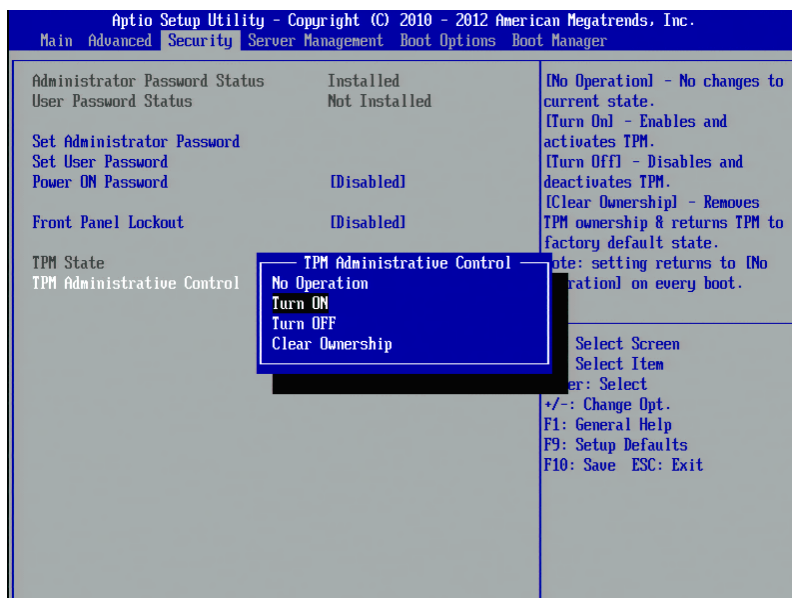 Aptio Setup Utility - Copyright (C) 2010 - 2012 American Megatrends, Inc.
Main Advanced Security Server Management Boot Options Boot Manager
Administrator Password Status Installed
User Password Status Not Installed
Set Administrator Password
Set User Password
Power ON Password [Disabled]
Front Panel Lockout [Disabled]
TPM State
TPM Administrative Control
TPM Administrative Control
No Operation
Turn ON
Turn OFF
Clear Ownership
[No Operation] - No changes to
current state.
[Turn On] - Enables and
activates TPM.
[Turn Off] - Disables and
deactivates TPM.
[Clear Ownership] - Removes
TPM ownership & returns TPM to
factory default state.
setting returns to [No
on every boot.
Select Screen
Select Item
Select
+/-: Change Opt.
F1: General Help
F9: Setup Defaults
F10: Save ESC: Exit